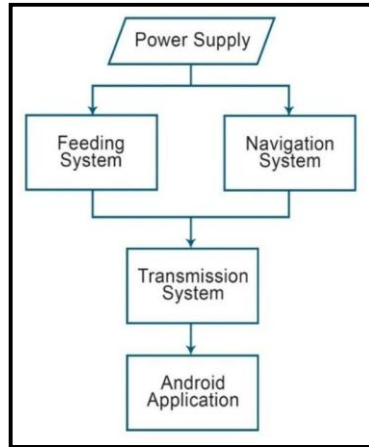 Power Supply
Feeding
System
Navigation
System
Transmission
System
Android
Application